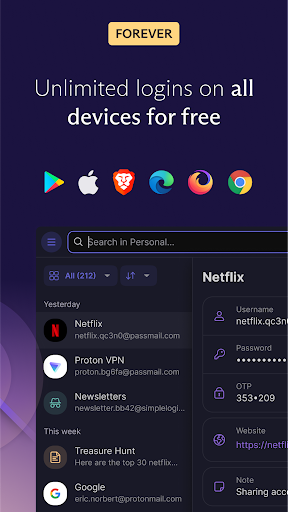 FOREVER
Unlimited logins on all
devices for free
Search in Personal...
All (212)
Netflix
Yesterday
Netflix
netflix.qc3n0@passmail.com
Proton VPN
proton.bg6fa@passmail.com
Newsletters
newsletter.bb42@simplelogi
This week
Treasure Hunt
Here are the top 30 netflix...
Google
eric.norbert@protonmail.com
Username
netflix.qc3n
Password
••••••••••
OTP
353•209
Website
https://netfl
Note
Sharing acco